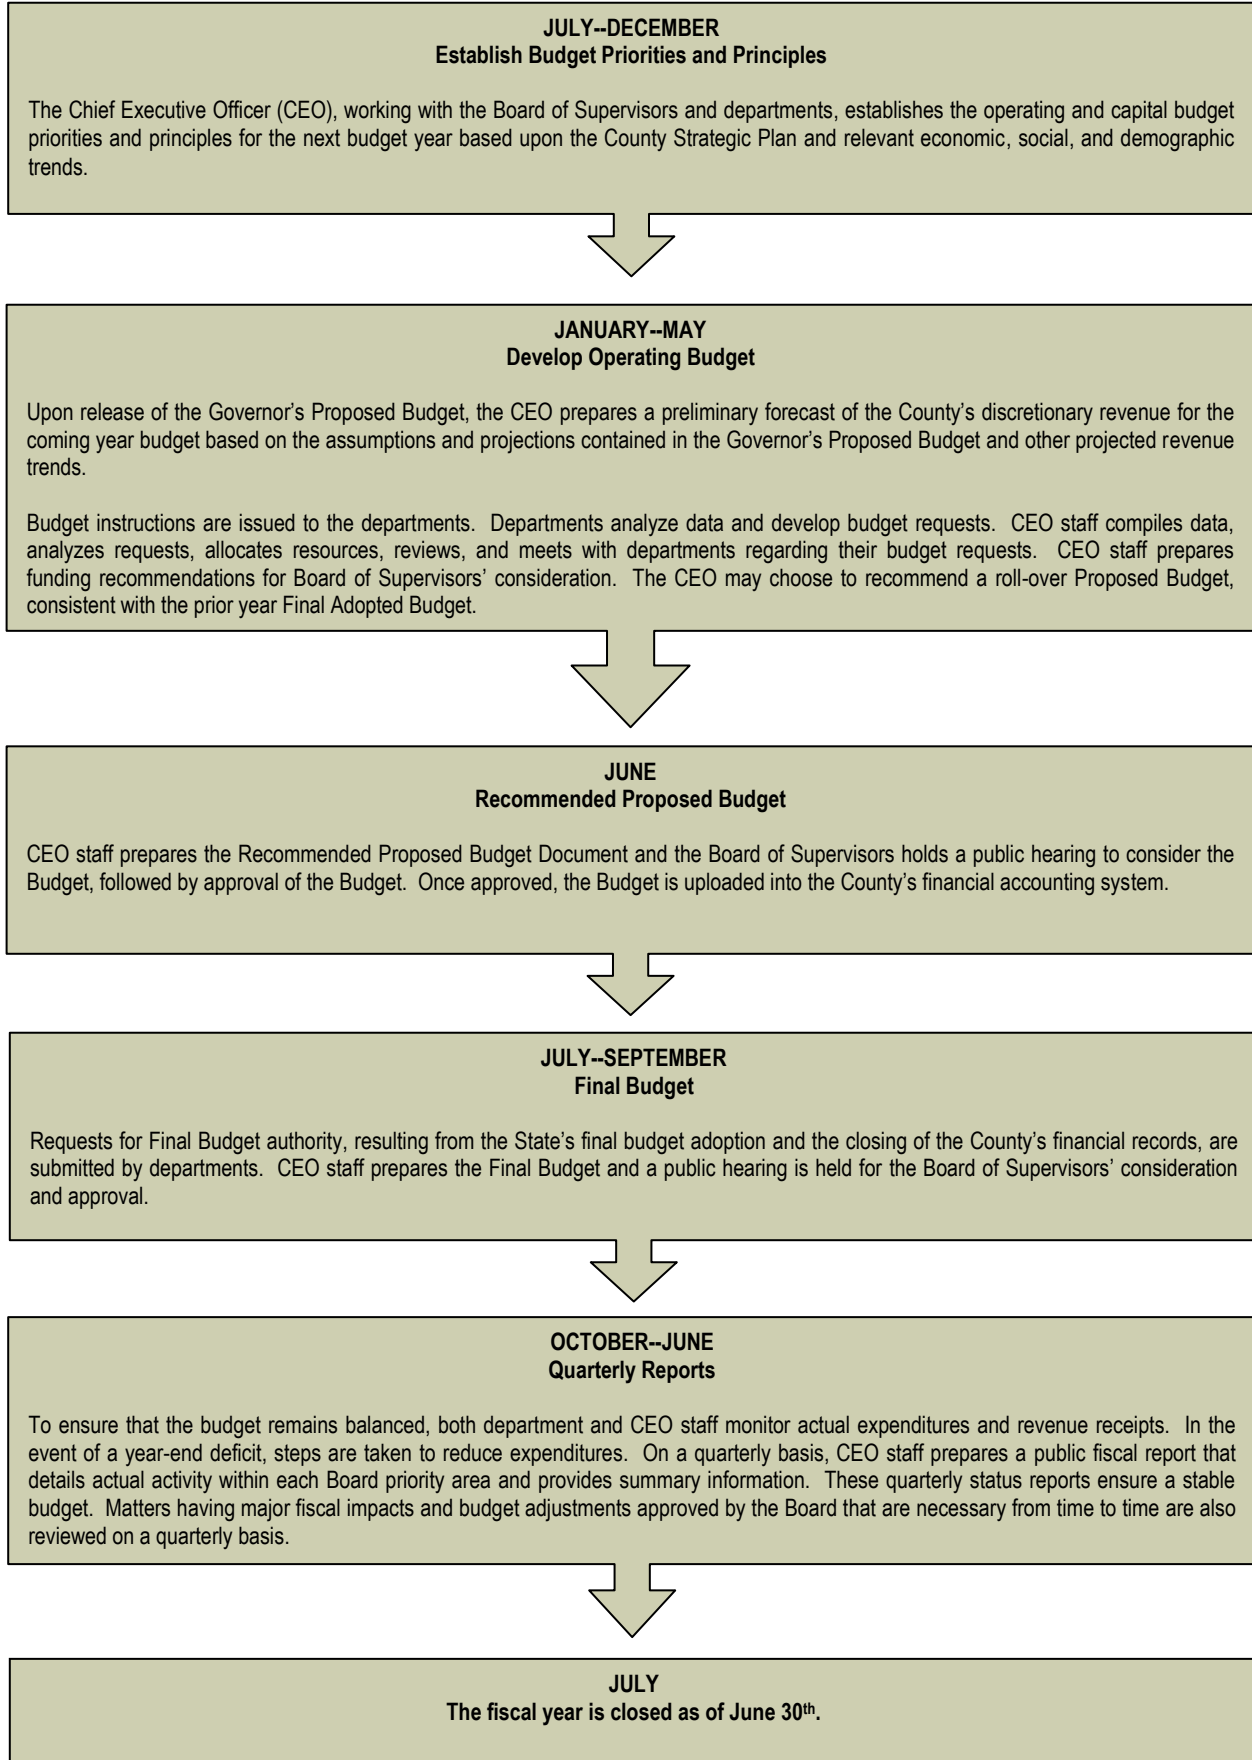 JULY--DECEMBER
Establish Budget Priorities and Principles
The Chief Executive Officer (CEO), working with the Board of Supervisors and departments, establishes the operating and capital budget
priorities and principles for the next budget year based upon the County Strategic Plan and relevant economic, social, and demographic
trends.
JANUARY--MAY
Develop Operating Budget
Upon release of the Governor’s Proposed Budget, the CEO prepares a preliminary forecast of the County’s discretionary revenue for the
coming year budget based on the assumptions and projections contained in the Governor’s Proposed Budget and other projected revenue
trends.
Budget instructions are issued to the departments. Departments analyze data and develop budget requests. CEO staff compiles data,
analyzes requests, allocates resources, reviews, and meets with departments regarding their budget requests. CEO staff prepares
funding recommendations for Board of Supervisors’ consideration. The CEO may choose to recommend a roll-over Proposed Budget,
consistent with the prior year Final Adopted Budget.
JUNE
Recommended Proposed Budget
CEO staff prepares the Recommended Proposed Budget Document and the Board of Supervisors holds a public hearing to consider the
Budget, followed by approval of the Budget. Once approved, the Budget is uploaded into the County’s financial accounting system.
JULY--SEPTEMBER
Final Budget
Requests for Final Budget authority, resulting from the State’s final budget adoption and the closing of the County’s financial records, are
submitted by departments. CEO staff prepares the Final Budget and a public hearing is held for the Board of Supervisors’ consideration
and approval.
OCTOBER--JUNE
Quarterly Reports
To ensure that the budget remains balanced, both department and CEO staff monitor actual expenditures and revenue receipts. In the
event of a year-end deficit, steps are taken to reduce expenditures. On a quarterly basis, CEO staff prepares a public fiscal report that
details actual activity within each Board priority area and provides summary information. These quarterly status reports ensure a stable
budget. Matters having major fiscal impacts and budget adjustments approved by the Board that are necessary from time to time are also
reviewed on a quarterly basis.
JULY
The fiscal year is closed as of June 30th.